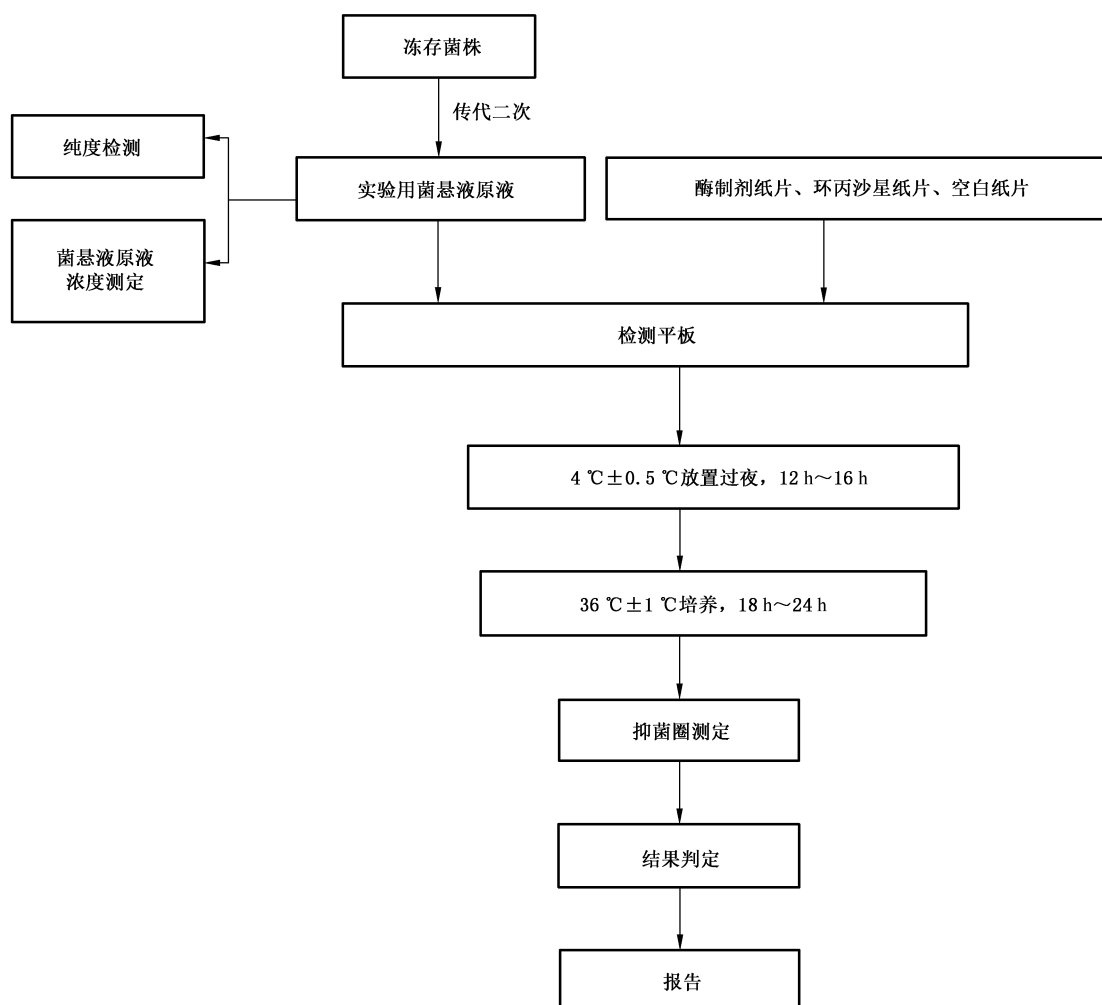 冻存菌株
传代二次
纯度检测
实验用菌悬液原液
酶制剂纸片、环丙沙星纸片、空白纸片
菌悬液原液
浓度测定
检测平板
4 ℃±0.5 ℃放置过夜，12 h～16 h
36 ℃±1 ℃培养，18 h～24 h
抑菌圈测定
结果判定
报告